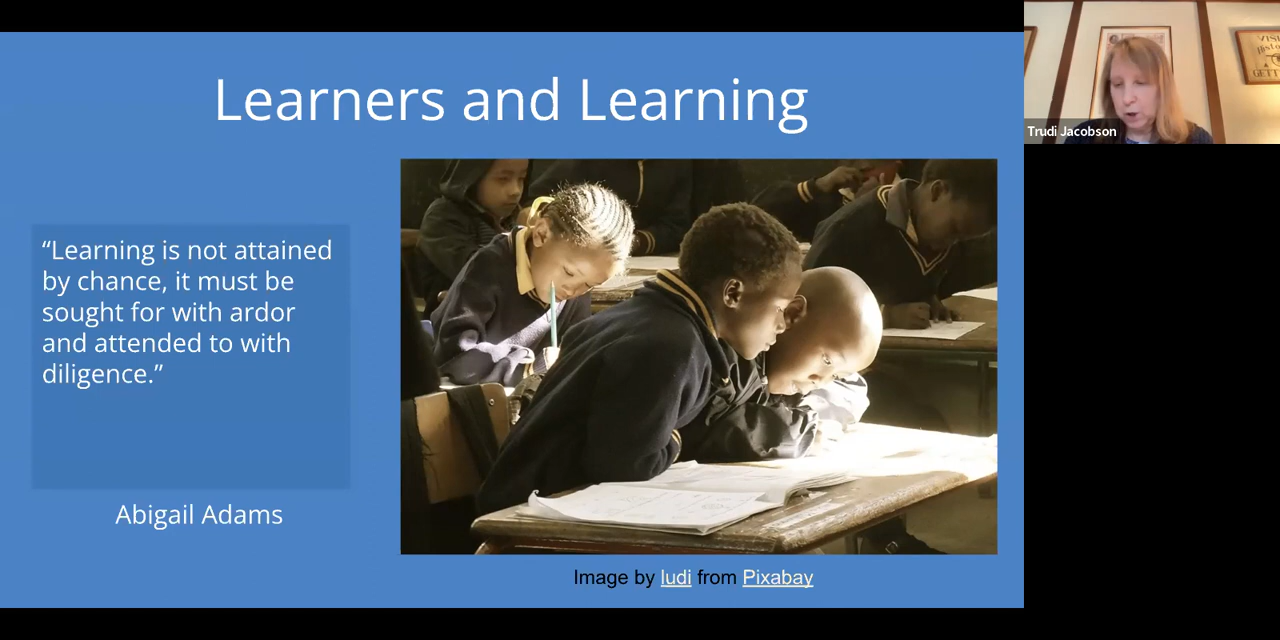 Learners and Learning
“Learning is not attained
by chance, it must be
sought for with ardor
and attended to with
diligence.”
Abigail Adams
Image by ludi from Pixabay
Trudi Jacobson